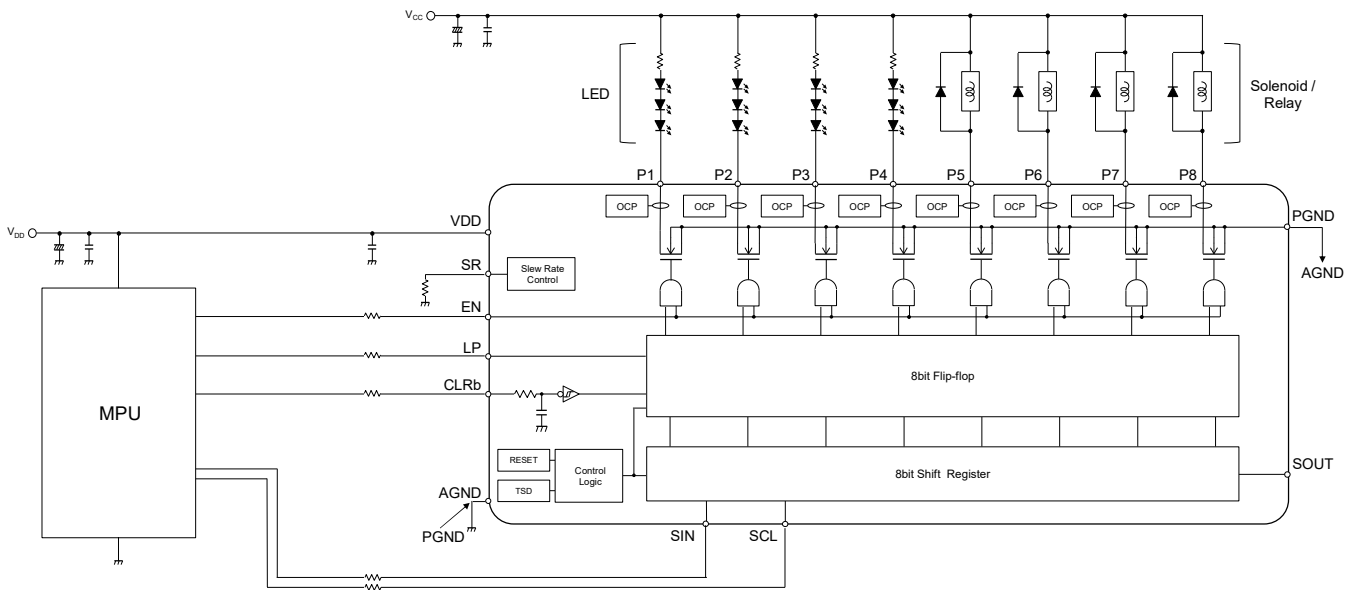 VCC
LED
Solenoid /
Relay
P1 P2 P3 P4 P5 P6 P7 P8
OCP OCP OCP OCP OCP OCP OCP OCP
VDD
VDD
PGND
AGND
SR
Slew Rate
Control
EN
LP
CLRb
8bit Flip-flop
MPU
RESET
TSD
Control
Logic
8bit Shift Register
SOUT
AGND
PGND
SIN SCL